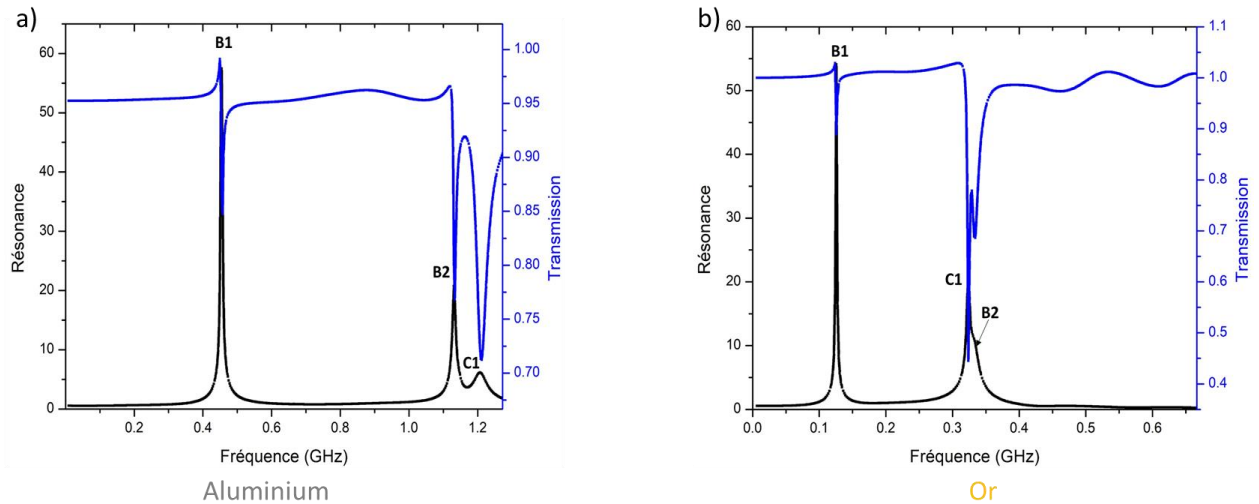 a)
60
50
40
30
20
10
0
Résonance
B1
B2
C1
1.00
0.95
0.90
0.85
0.80
0.75
0.70
Transmission
0.2 0.4 0.6 0.8 1.0 1.2
Fréquence (GHz)
Aluminium
b)
60
50
40
30
20
10
0
Résonance
B1
C1
B2
1.1
1.0
0.9
0.8
0.7
0.6
0.5
0.4
Transmission
0.0 0.1 0.2 0.3 0.4 0.5 0.6
Fréquence (GHz)
Or